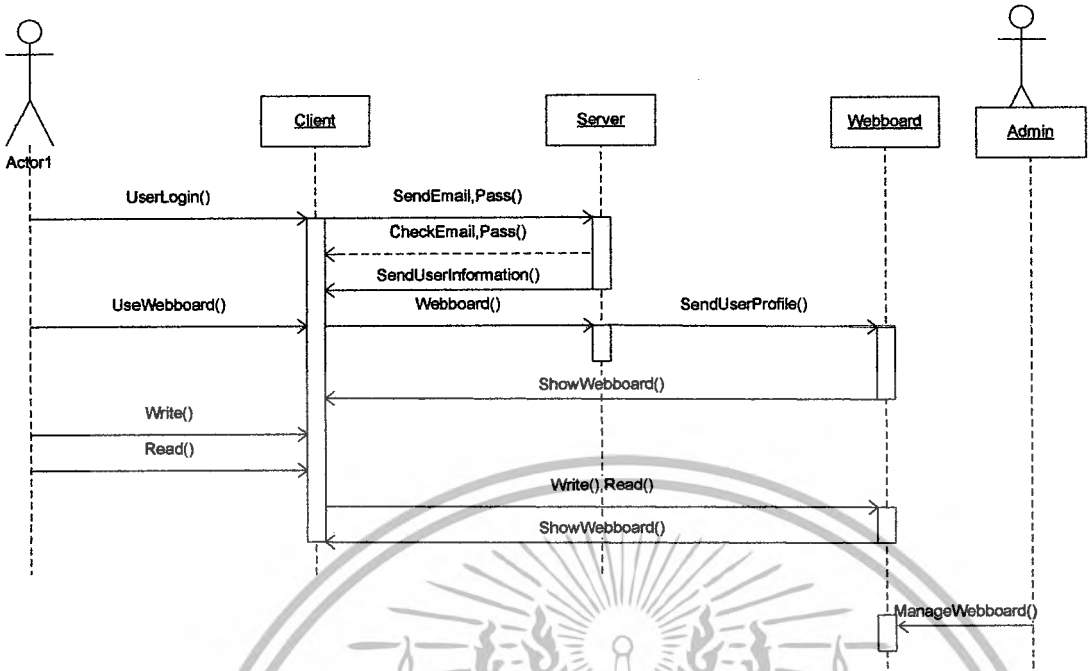 Client
Server
Webboard
Admin
Actor1
UserLogin()
SendEmail,Pass()
CheckEmail,Pass()
SendUserInformation()
UseWebboard()
Webboard()
SendUserProfile()
ShowWebboard()
Write()
Read()
Write(),Read()
ShowWebboard()
ManageWebboard()